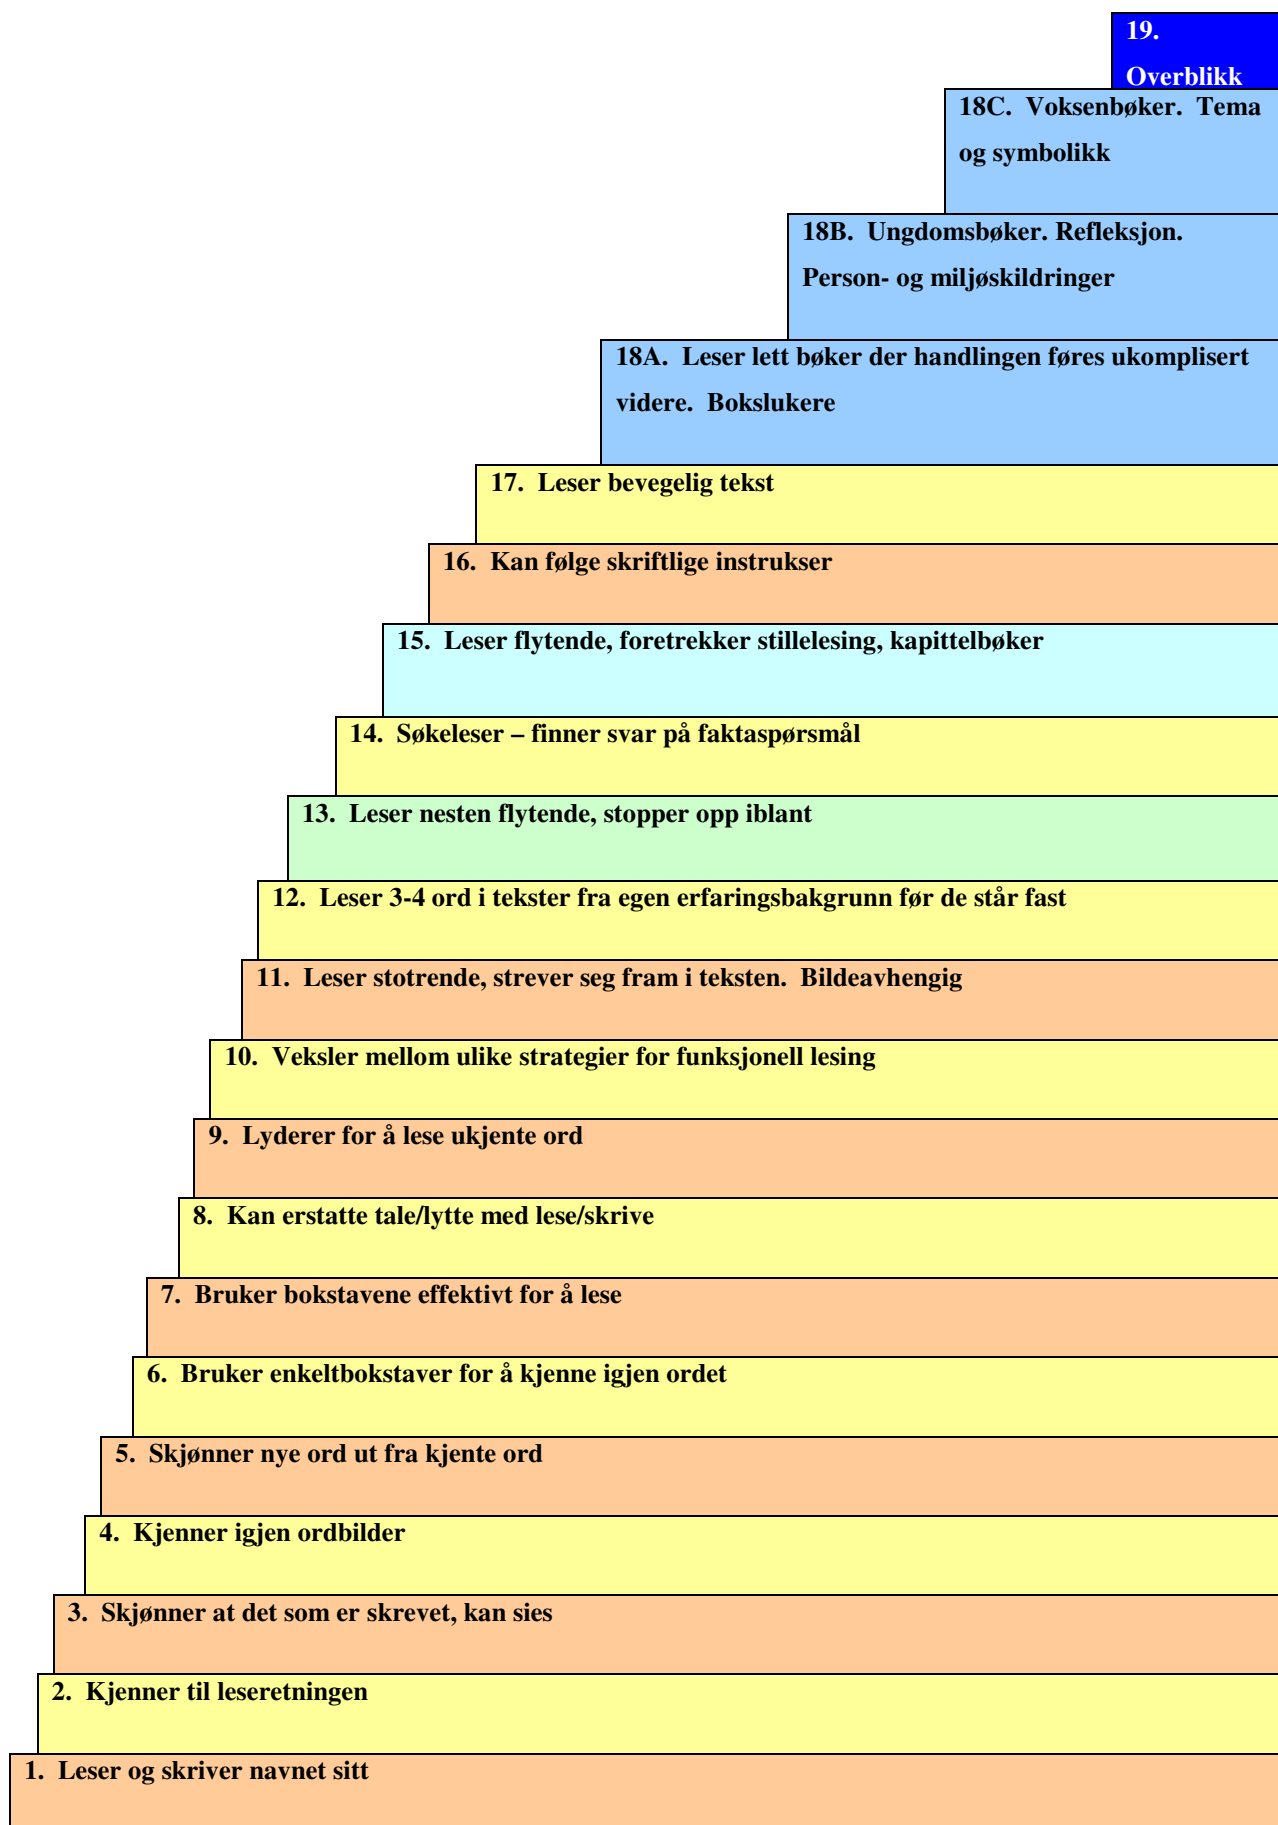 19.
Overblikk
18C. Voksenbøker. Tema
og symbolikk
18B. Ungdomsbøker. Refleksjon.
Person- og miljøskildringer
18A. Leser lett bøker der handlingen føres ukomplisert
videre. Bokslukere
17. Leser bevegelig tekst
16. Kan følge skriftlige instrukser
15. Leser flytende, foretrekker stillelesing, kapittelbøker
14. Søkeleser – finner svar på faktaspørsmål
13. Leser nesten flytende, stopper opp iblant
12. Leser 3-4 ord i tekster fra egen erfaringsbakgrunn før de står fast
11. Leser stotrende, strever seg fram i teksten. Bildeavhengig
10. Veksler mellom ulike strategier for funksjonell lesing
9. Lyderer for å lese ukjente ord
8. Kan erstatte tale/lytte med lese/skrive
7. Bruker bokstavene effektivt for å lese
6. Bruker enkeltbokstaver for å kjenne igjen ordet
5. Skjønner nye ord ut fra kjente ord
4. Kjenner igjen ordbilder
3. Skjønner at det som er skrevet, kan sies
2. Kjenner til leseretningen
1. Leser og skriver navnet sitt